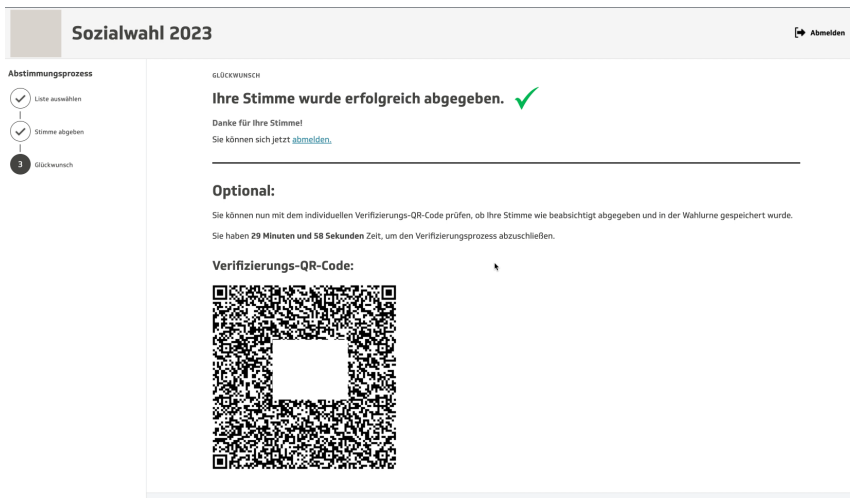 Sozialwahl 2023
Abmelden
Abstimmungsprozess
Liste auswählen
Stimme abgeben
3 Glückwunsch
GLÜCKWUNSCH
Ihre Stimme wurde erfolgreich abgegeben.
Danke für Ihre Stimme!
Sie können sich jetzt abmelden.
Optional:
Sie können nun mit dem individuellen Verifizierungs-QR-Code prüfen, ob Ihre Stimme wie beabsichtigt abgegeben und in der Wahlurne gespeichert wurde.
Sie haben 29 Minuten und 58 Sekunden Zeit, um den Verifizierungsprozess abzuschließen.
Verifizierungs-QR-Code: